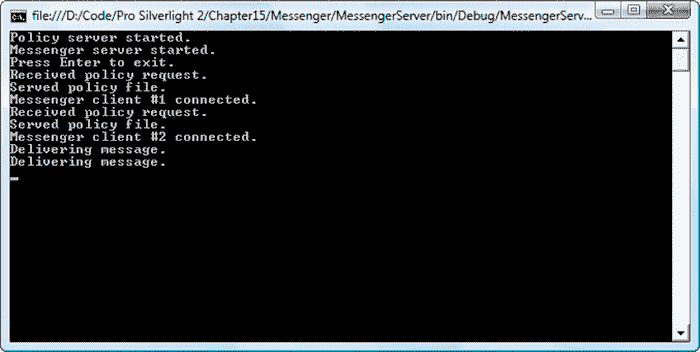 file:///D:/Code/Pro Silverlight 2/Chapter15/Messenger/MessengerServer/bin/Debug/MessengerServ...
Policy server started.
Messenger server started.
Press Enter to exit.
Received policy request.
Served policy file.
Messenger client #1 connected.
Received policy request.
Served policy file.
Messenger client #2 connected.
Delivering message.
Delivering message.